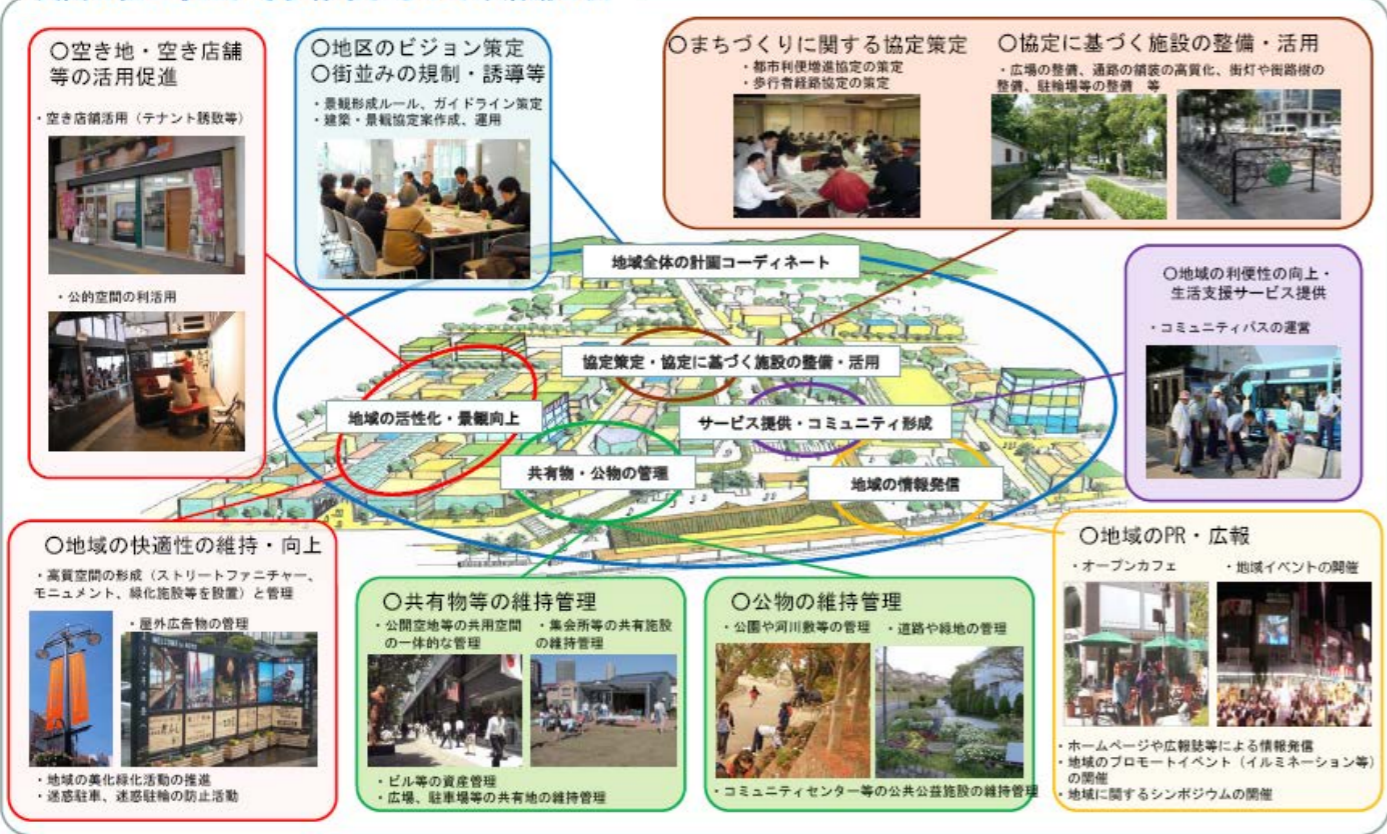 〇空き地・空き店舗
等の活用促進
・空き店舗活用（テナント誘致等）
・公的空間の利活用
〇地区のビジョン策定
〇街並みの規制・誘導等
・景観形成ルール、ガイドライン策定
・建築・景観協定案作成、運用
〇まちづくりに関する協定策定
・都市利便増進協定の策定
・歩行者経路協定の策定
〇協定に基づく施設の整備・活用
・広場の整備、通路の舗装の高質化、街灯や街路樹の
整備、駐輪場等の整備　等
地域全体の計画コーディネート
協定策定・協定に基づく施設の整備・活用
地域の活性化・景観向上
サービス提供・コミュニティ形成
共有物・公物の管理
地域の情報発信
〇地域の利便性の向上・
生活支援サービス提供
・コミュニティバスの運営
〇地域の快適性の維持・向上
・高質空間の形成（ストリートファニチャー、
モニュメント、緑化施設等を設置）と管理
・屋外広告物の管理
・地域の美化緑化活動の推進
・迷惑駐車、迷惑駐輪の防止活動
〇共有物等の維持管理
・公開空地等の共用空間
の一体的な管理
・集会所等の共有施設
の維持管理
・ビル等の資産管理
・広場、駐車場等の共有地の維持管理
〇公物の維持管理
・公園や河川敷等の管理
・道路や緑地の管理
・コミュニティセンター等の公共公益施設の維持管理
〇地域のPR・広報
・オープンカフェ
・地域イベントの開催
・ホームページや広報誌等による情報発信
・地域のプロモートイベント（イルミネーション等）
の開催
・地域に関するシンポジウムの開催